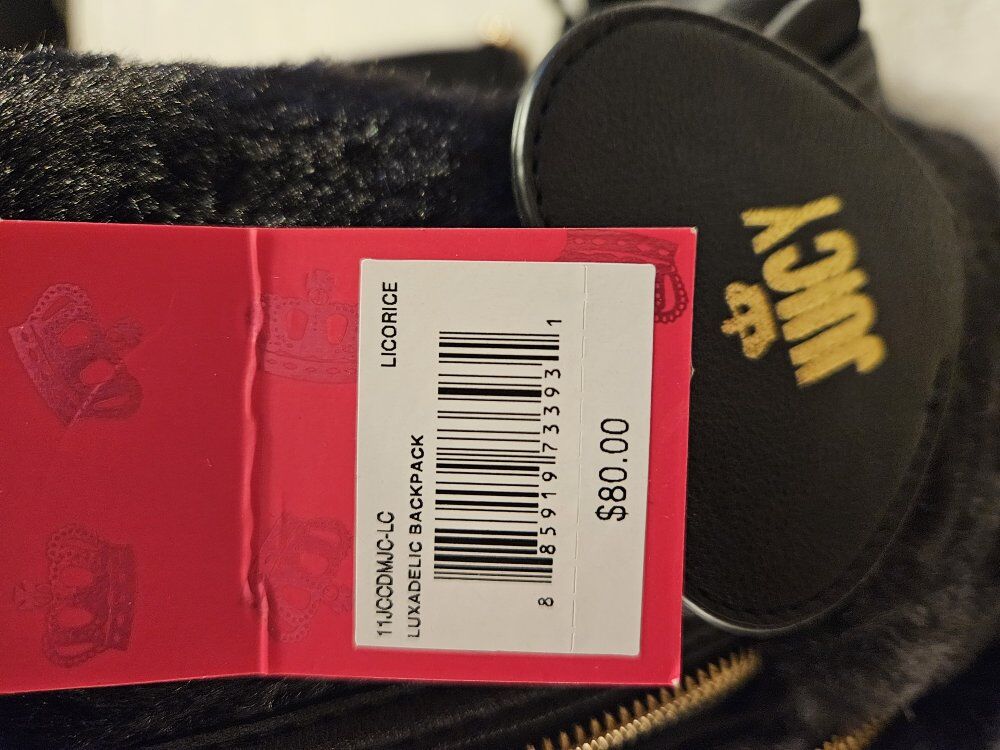 11JCCDMJC-LC LICORICE
LUXADELIC BACKPACK
8 85919 73393 1
$80.00
JUICY